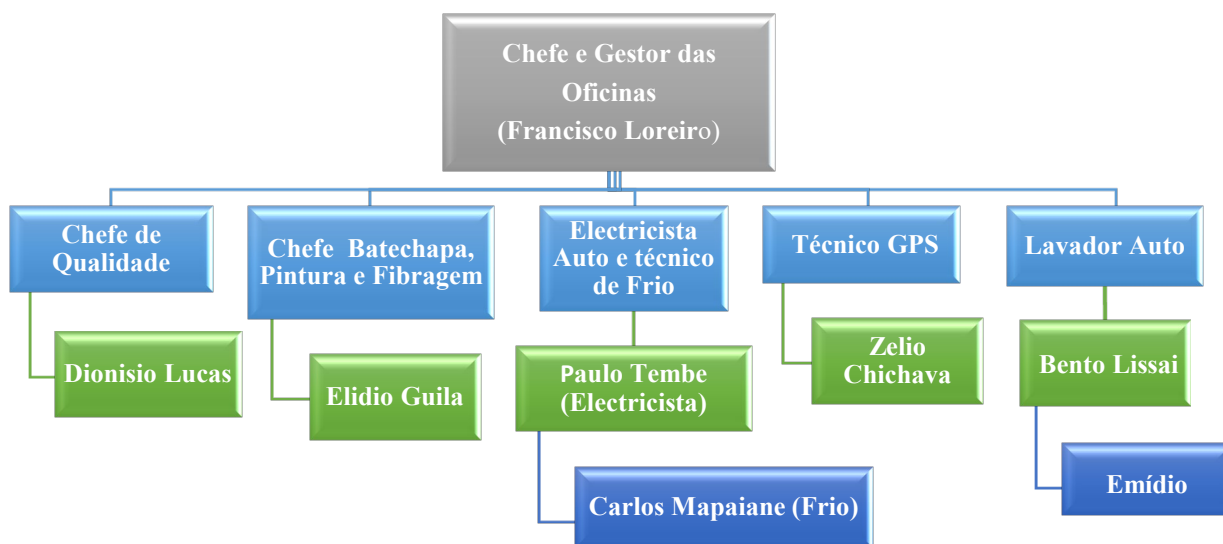 Chefe e Gestor das
Oficinas
(Francisco Loreiro)
Chefe de
Qualidade
Chefe Batechapa,
Pintura e Fibragem
Electricista
Auto e técnico
de Frio
Técnico GPS
Lavador Auto
Dionisio Lucas
Elidio Guila
Paulo Tembe
(Electricista)
Zelio
Chichava
Bento Lissai
Carlos Mapaiane (Frio)
Emídio